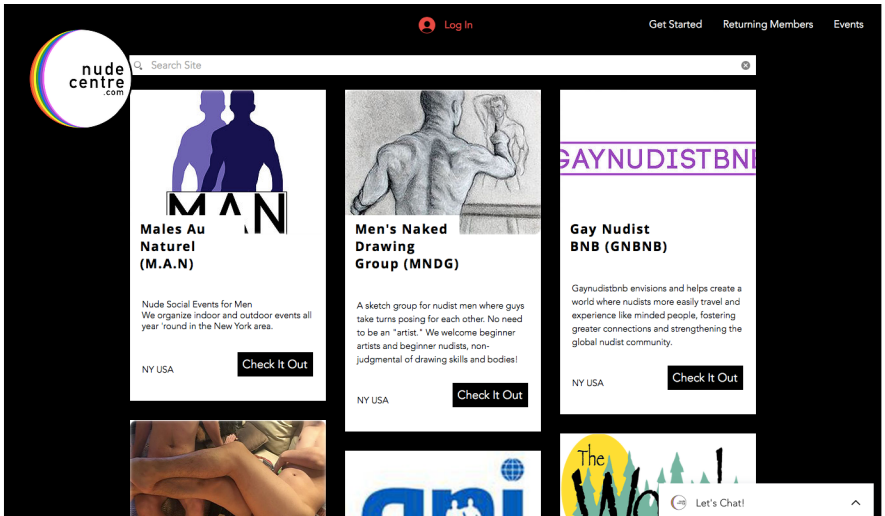 Log In
Get Started
Returning Members
Events
nude
centre
.com
Search Site
MAN
Males Au
Naturel
(M.A.N)
Nude Social Events for Men
We organize indoor and outdoor events all
year 'round in the New York area.
NY USA
Check It Out
Men's Naked
Drawing
Group (MNDG)
A sketch group for nudist men where guys
take turns posing for each other. No need
to be an "artist." We welcome beginner
artists and beginner nudists, non-
judgmental of drawing skills and bodies!
NY USA
Check It Out
GAYNUDISTBNB
Gay Nudist
BNB (GNBNB)
Gaynudistbnb envisions and helps create a
world where nudists more easily travel and
experience like minded people, fostering
greater connections and strengthening the
global nudist community.
NY USA
Check It Out
The
Let's Chat!